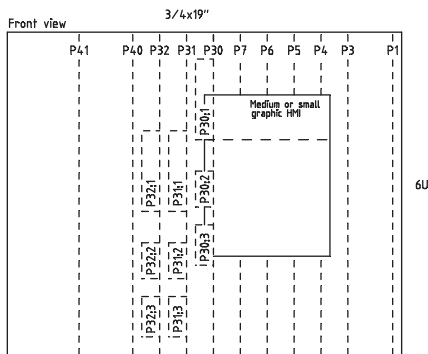 3/4x19"
Front view
P41 P40 P32 P31 P30 P7 P6 P5 P4 P3 P1
Medium or small
graphic HMI
P30:1
6U
P32:1 P31:1 P30:2
P32:2 P31:2 P30:3
P32:3 P31:3